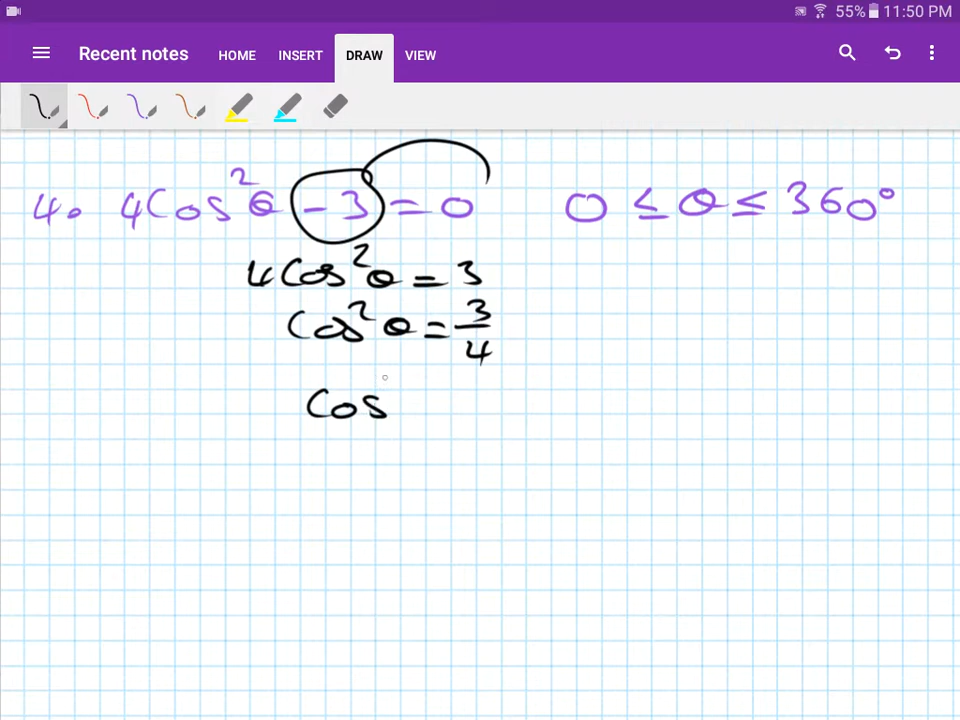 55% 11:50 PM
Recent notes HOME INSERT DRAW VIEW
4. 4Cos²θ - 3 = 0 0 ≤ θ ≤ 360°
4Cos²θ = 3
Cos²θ = 3/4
Cos